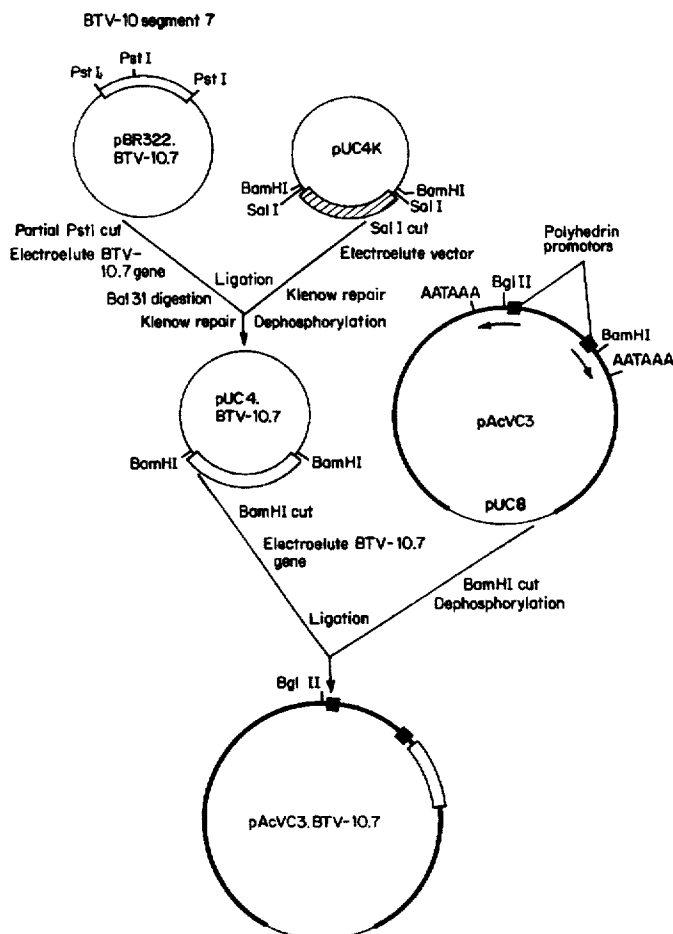 BTV-10 segment 7
Pst I
Pst I
Pst I
pBR322.
BTV-10.7
pUC4K
BamHI
Sal I
BamHI
Sal I
Partial PstI cut
Electroelute BTV-
10.7 gene
Bal 31 digestion
Klenow repair
Ligation
Sal I cut
Electroelute vector
Klenow repair
Dephosphorylation
Polyhedrin
promotors
Bgl II
AATAAA
BamHI
AATAAA
pAcVC3
pUC8
pUC4.
BTV-10.7
BamHI
BamHI
BamHI cut
Electroelute BTV-10.7
gene
BamHI cut
Dephosphorylation
Ligation
Bgl II
pAcVC3.BTV-10.7